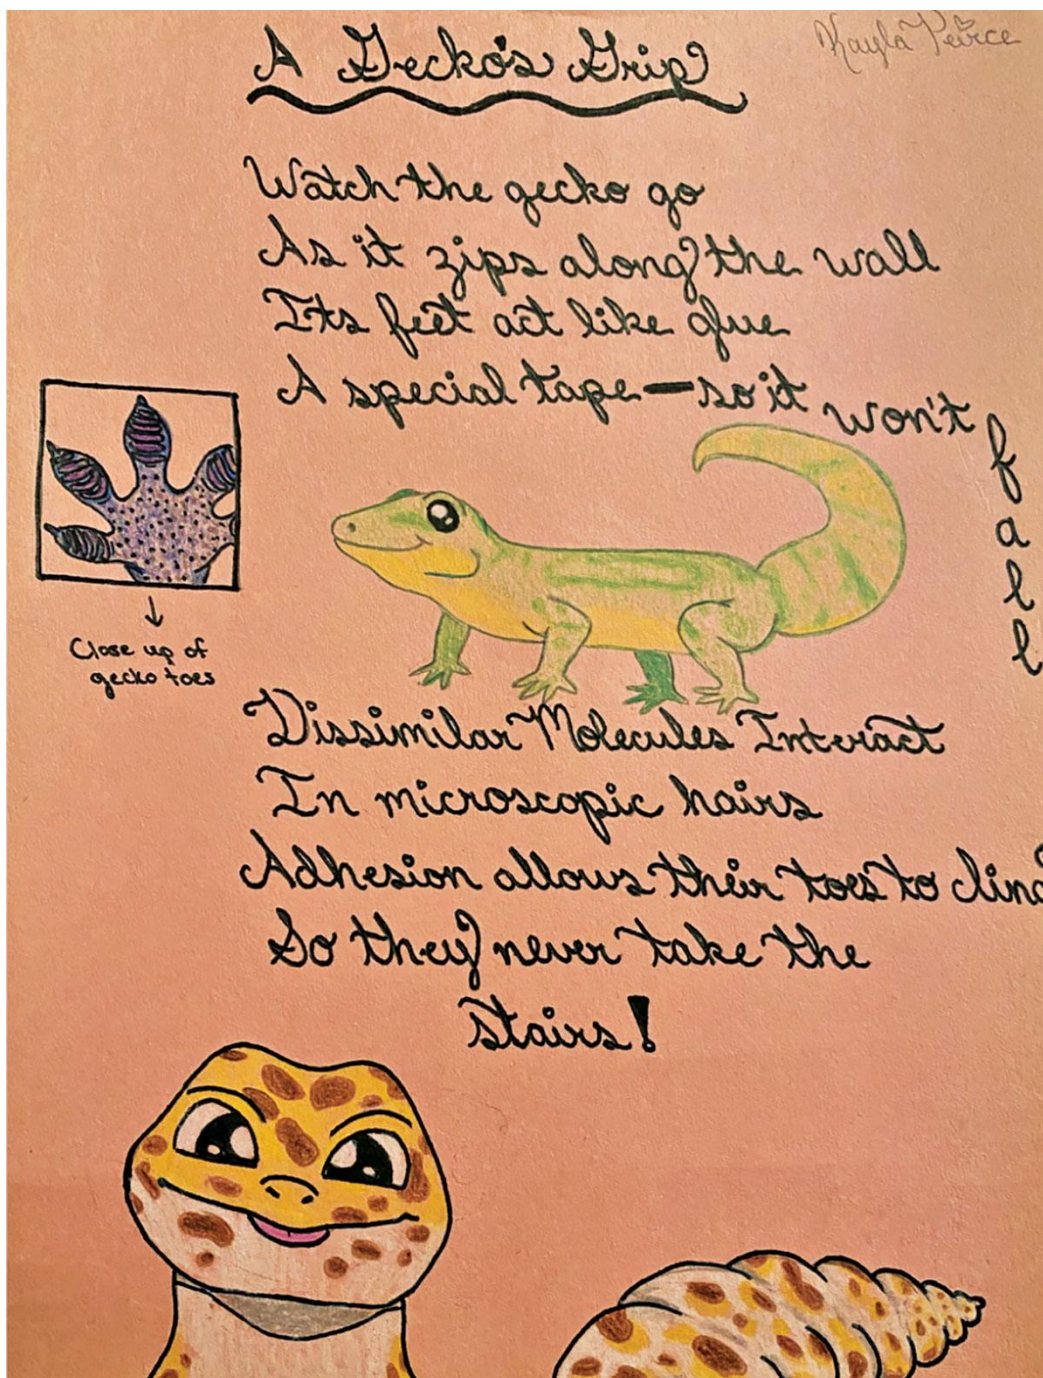 A Gecko's Grip
Kayla Peirce
Watch the gecko go
As it zips along the wall
Its feet act like glue
A special tape—so it won't fall
Close up of
gecko toes
Dissimilar Molecules Interact
In microscopic hairs
Adhesion allows their toes to cling
So they never take the
stairs!